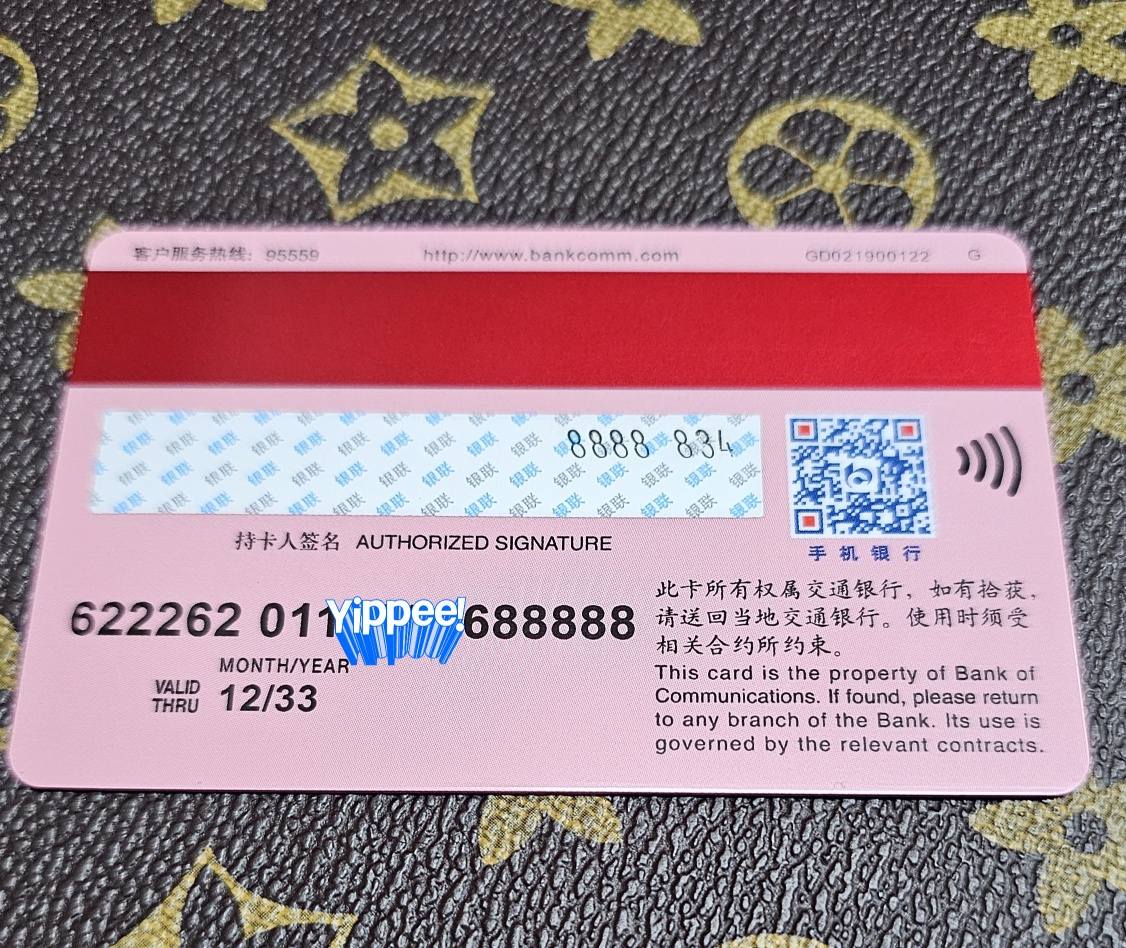 客户服务热线：95559 http://www.bankcomm.com GD021900122 G
8888 834
持卡人签名 AUTHORIZED SIGNATURE
手机银行
622262 011 Yippee! 688888
MONTH/YEAR
VALID THRU 12/33
此卡所有权属交通银行，如有拾获，
请送回当地交通银行。使用时须受
相关合约所约束。
This card is the property of Bank of
Communications. If found, please return
to any branch of the Bank. Its use is
governed by the relevant contracts.